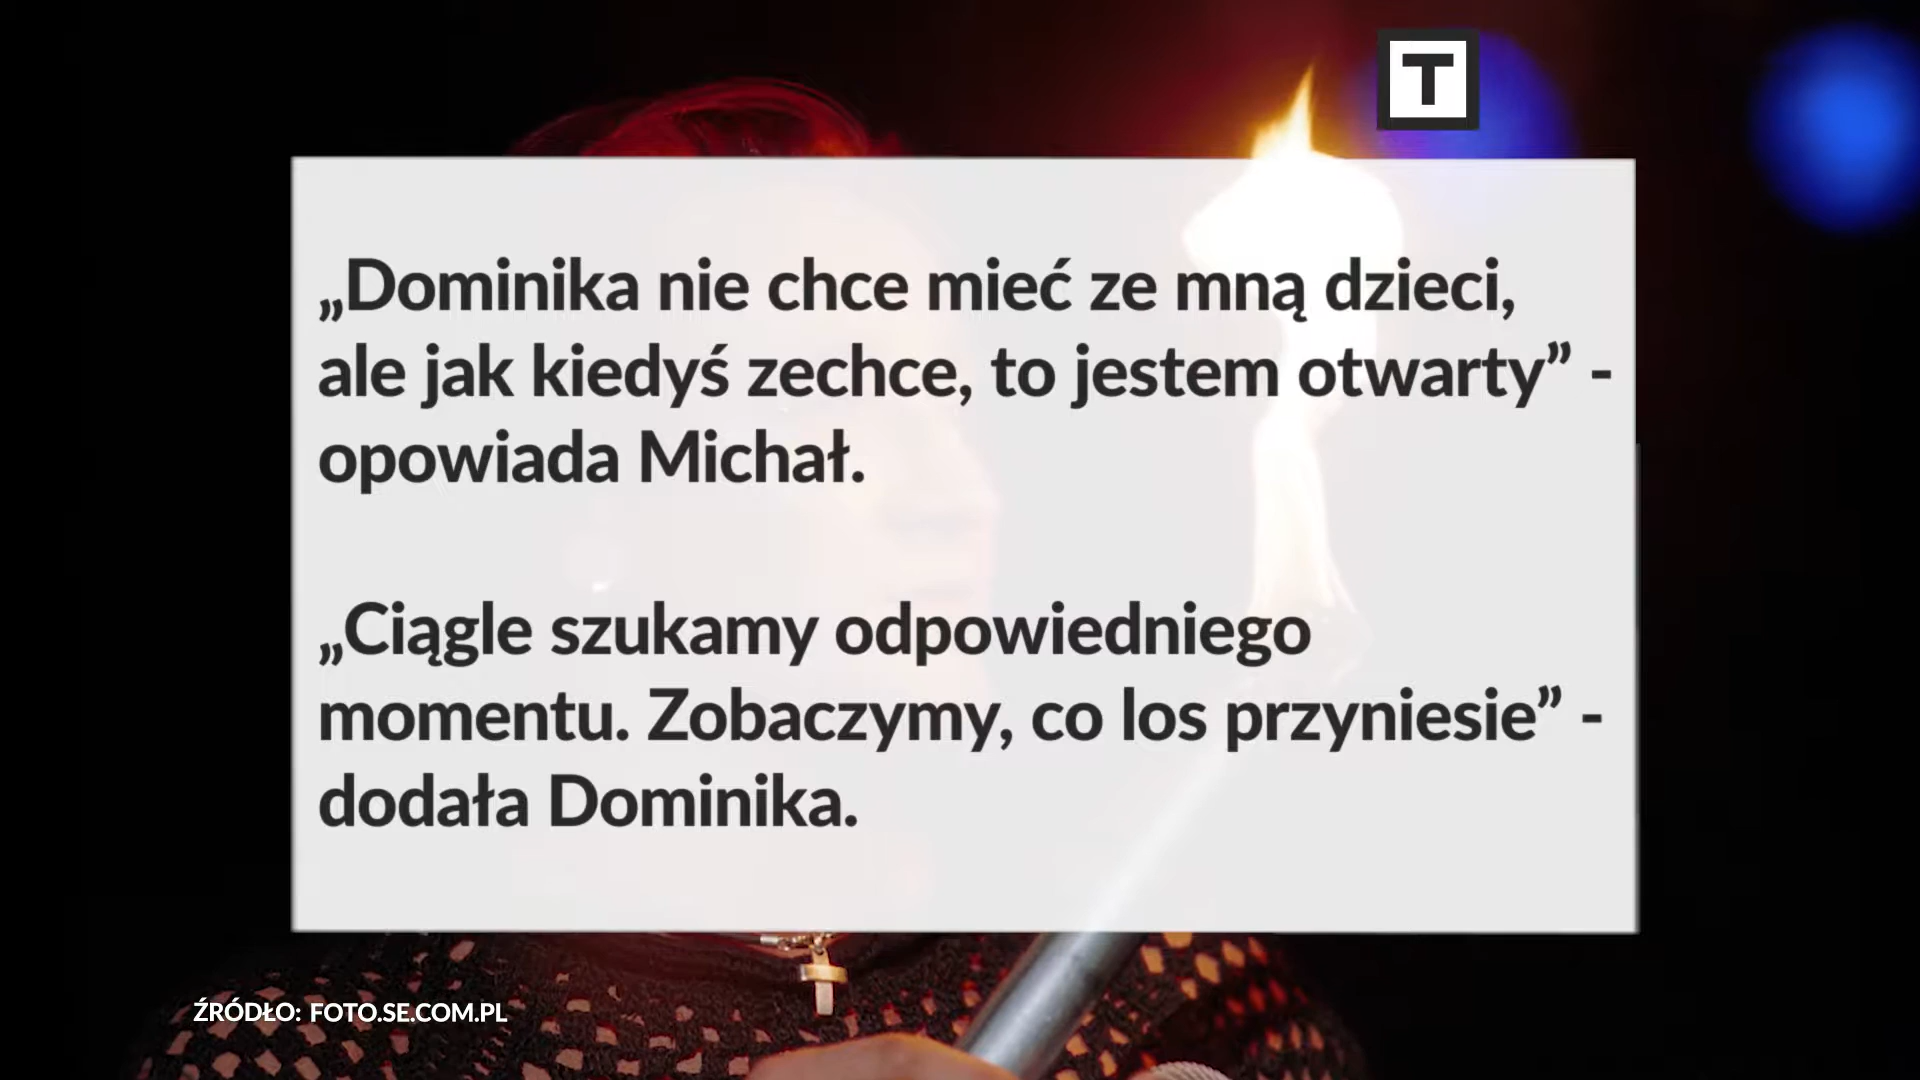 T
„Dominika nie chce mieć ze mną dzieci,
ale jak kiedyś zechce, to jestem otwarty” -
opowiada Michał.
„Ciągle szukamy odpowiedniego
momentu. Zobaczymy, co los przyniesie” -
dodała Dominika.
ŹRÓDŁO: FOTO.SE.COM.PL